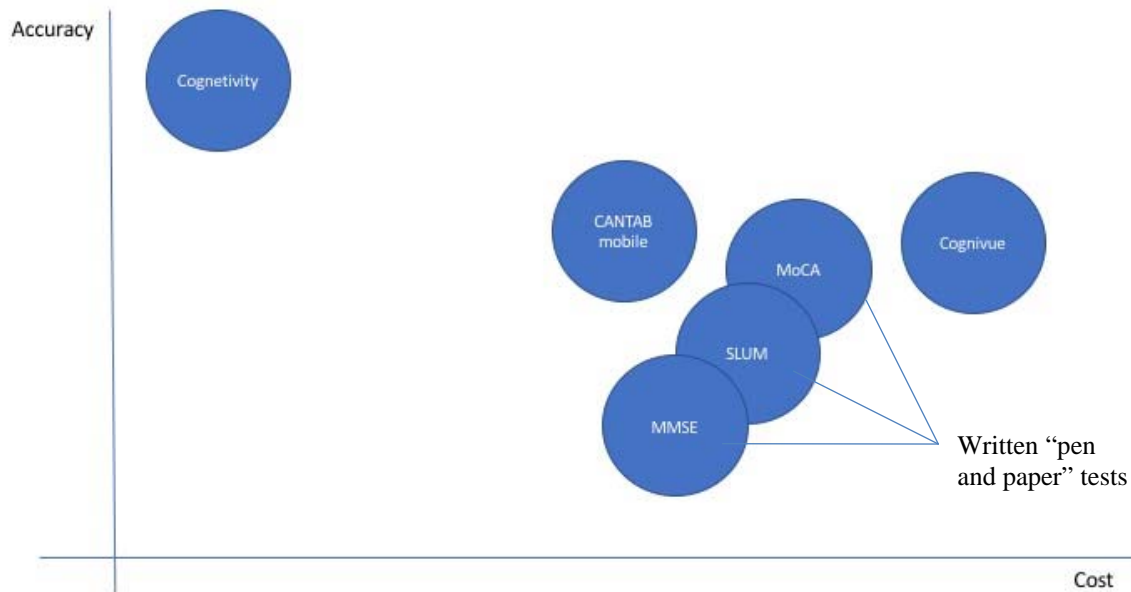 Accuracy
Cognetivity
CANTAB
mobile
MoCA
Cognivue
SLUM
MMSE
Written “pen
and paper” tests
Cost